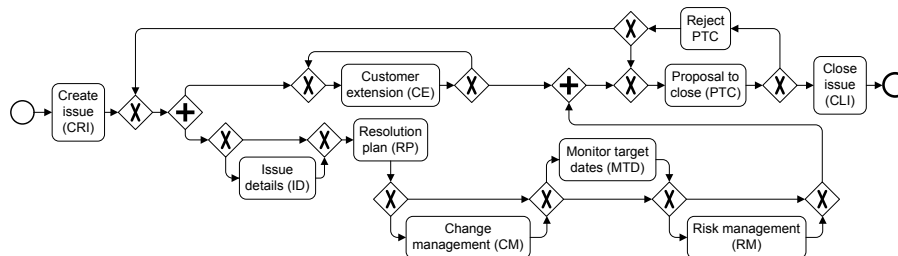 Reject
PTC
Create
issue
(CRI)
Customer
extension (CE)
Proposal to
close (PTC)
Close
issue
(CLI)
Issue
details (ID)
Resolution
plan (RP)
Monitor target
dates (MTD)
Change
management (CM)
Risk management
(RM)